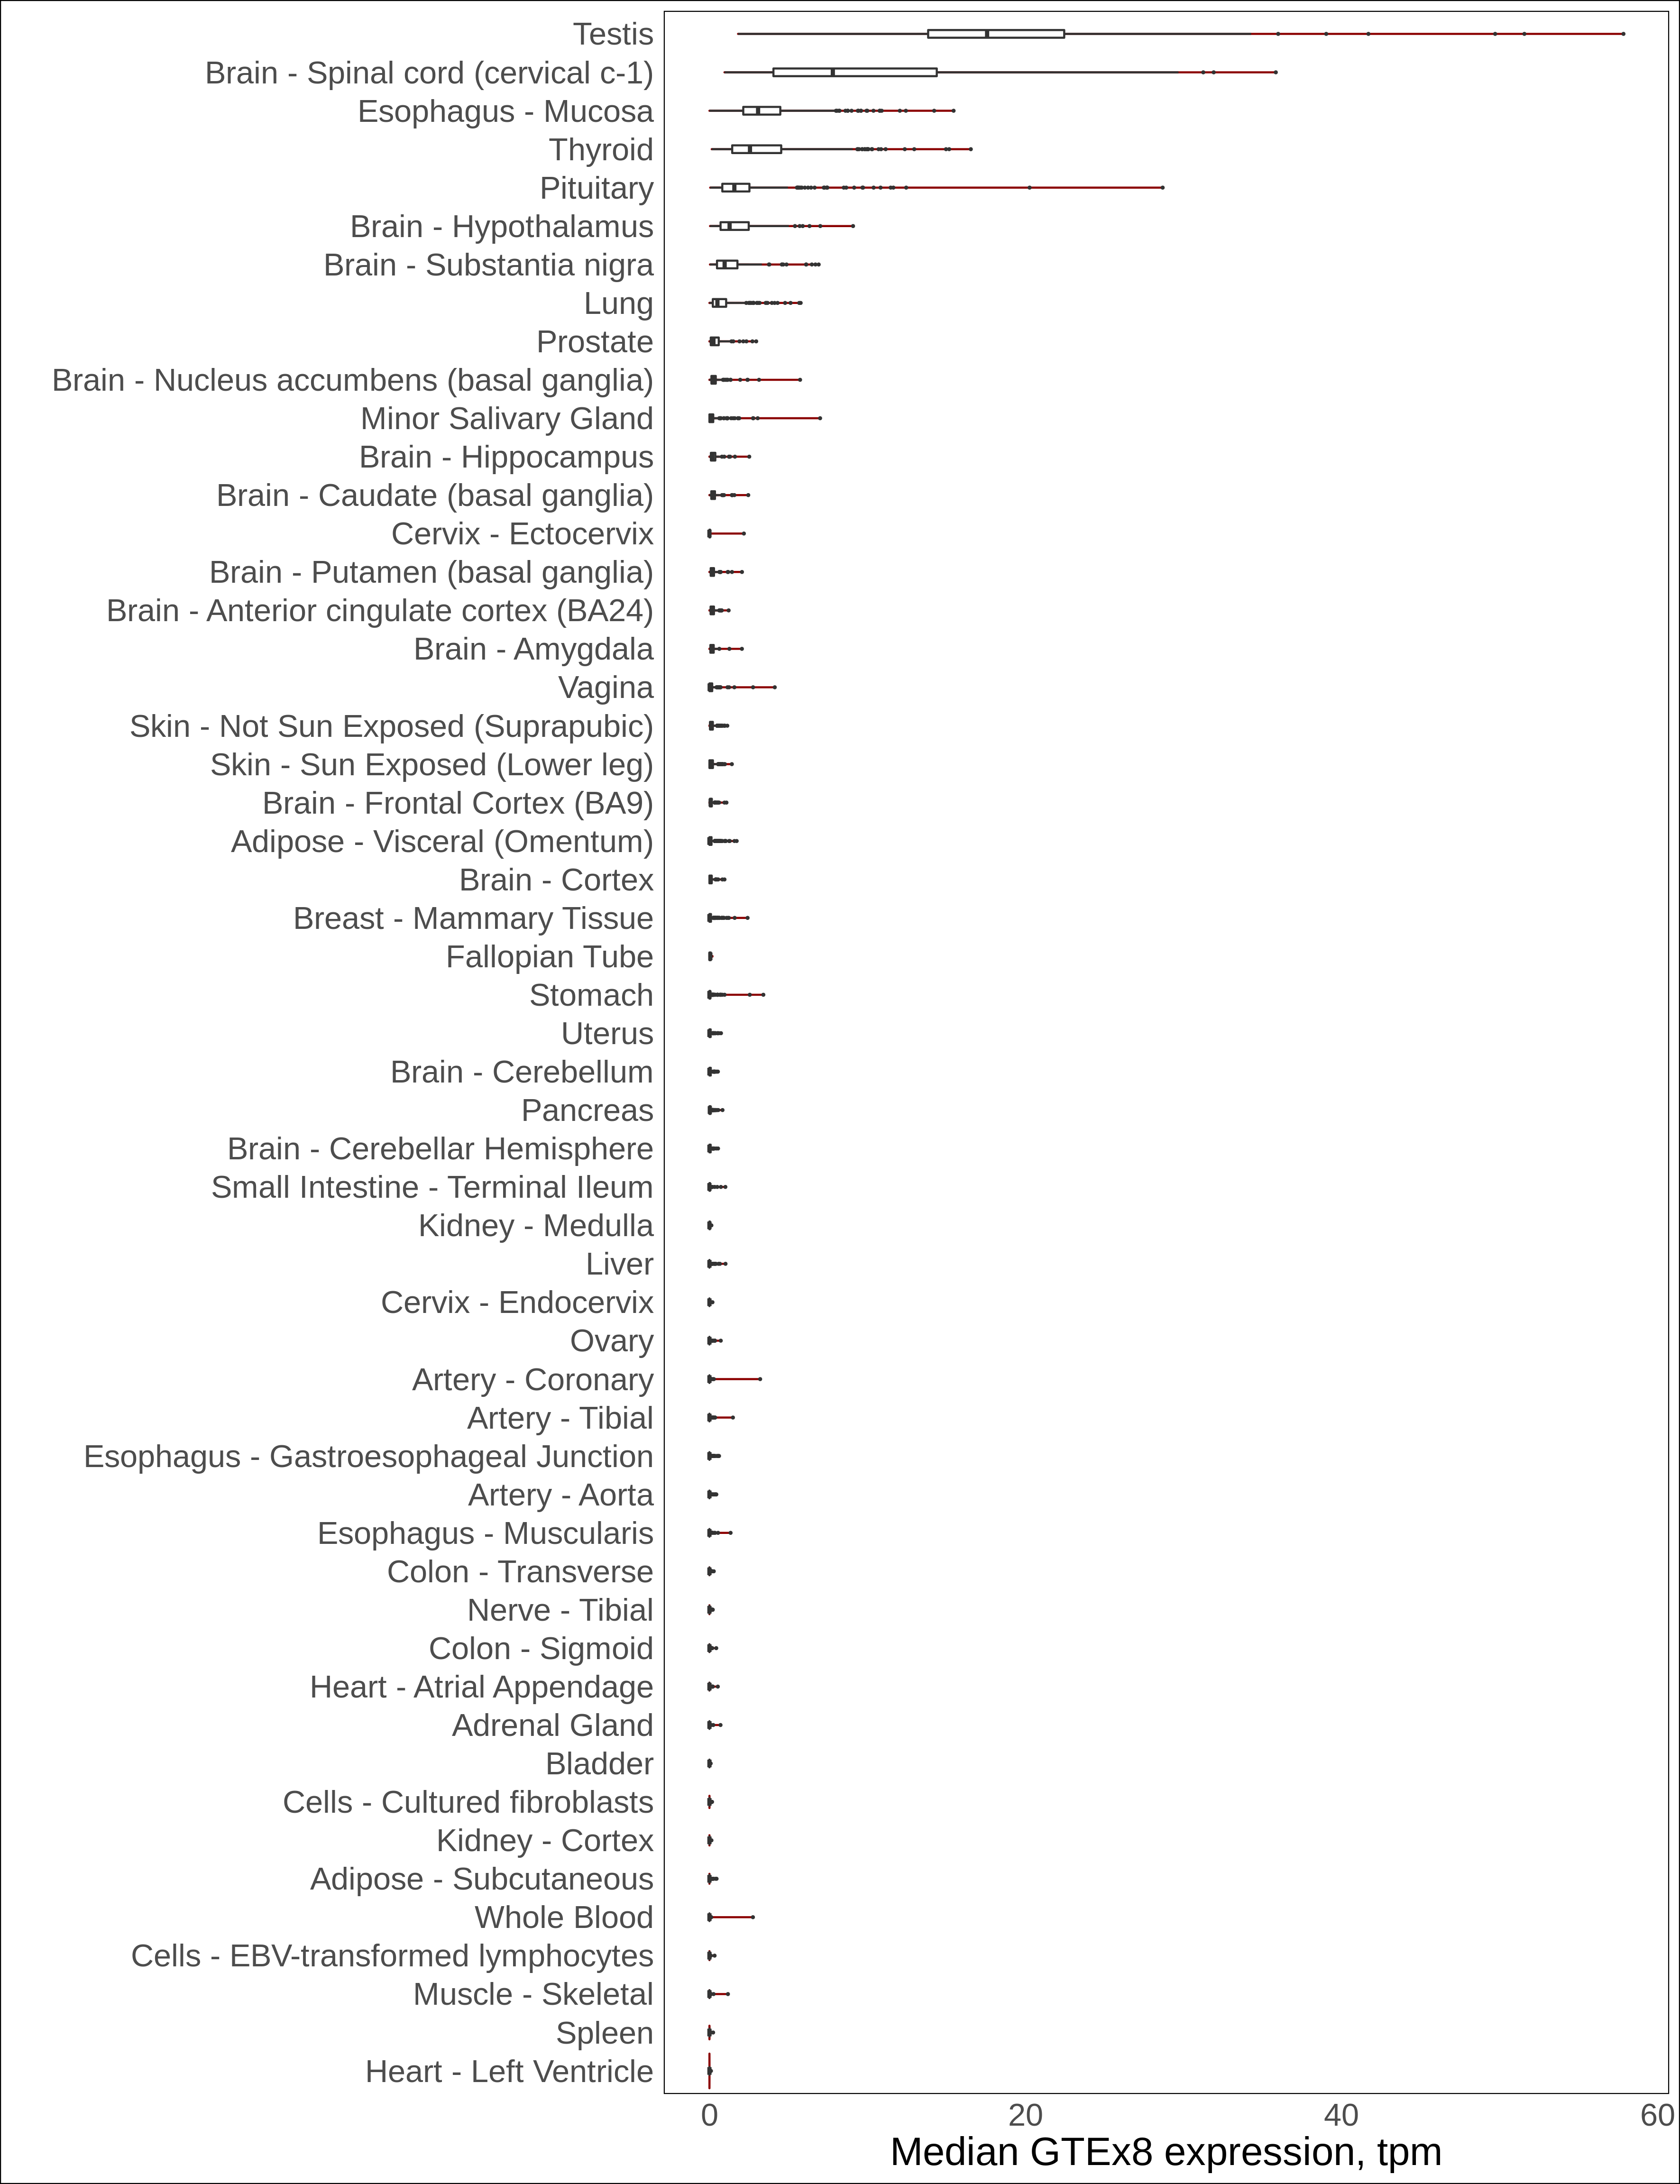 Testis
Brain - Spinal cord (cervical c-1)
Esophagus - Mucosa
Thyroid
Pituitary
Brain - Hypothalamus
Brain - Substantia nigra
Lung
Prostate
Brain - Nucleus accumbens (basal ganglia)
Minor Salivary Gland
Brain - Hippocampus
Brain - Caudate (basal ganglia)
Cervix - Ectocervix
Brain - Putamen (basal ganglia)
Brain - Anterior cingulate cortex (BA24)
Brain - Amygdala
Vagina
Skin - Not Sun Exposed (Suprapubic)
Skin - Sun Exposed (Lower leg)
Brain - Frontal Cortex (BA9)
Adipose - Visceral (Omentum)
Brain - Cortex
Breast - Mammary Tissue
Fallopian Tube
Stomach
Uterus
Brain - Cerebellum
Pancreas
Brain - Cerebellar Hemisphere
Small Intestine - Terminal Ileum
Kidney - Medulla
Liver
Cervix - Endocervix
Ovary
Artery - Coronary
Artery - Tibial
Esophagus - Gastroesophageal Junction
Artery - Aorta
Esophagus - Muscularis
Colon - Transverse
Nerve - Tibial
Colon - Sigmoid
Heart - Atrial Appendage
Adrenal Gland
Bladder
Cells - Cultured fibroblasts
Kidney - Cortex
Adipose - Subcutaneous
Whole Blood
Cells - EBV-transformed lymphocytes
Muscle - Skeletal
Spleen
Heart - Left Ventricle
0 20 40 60
Median GTEx8 expression, tpm